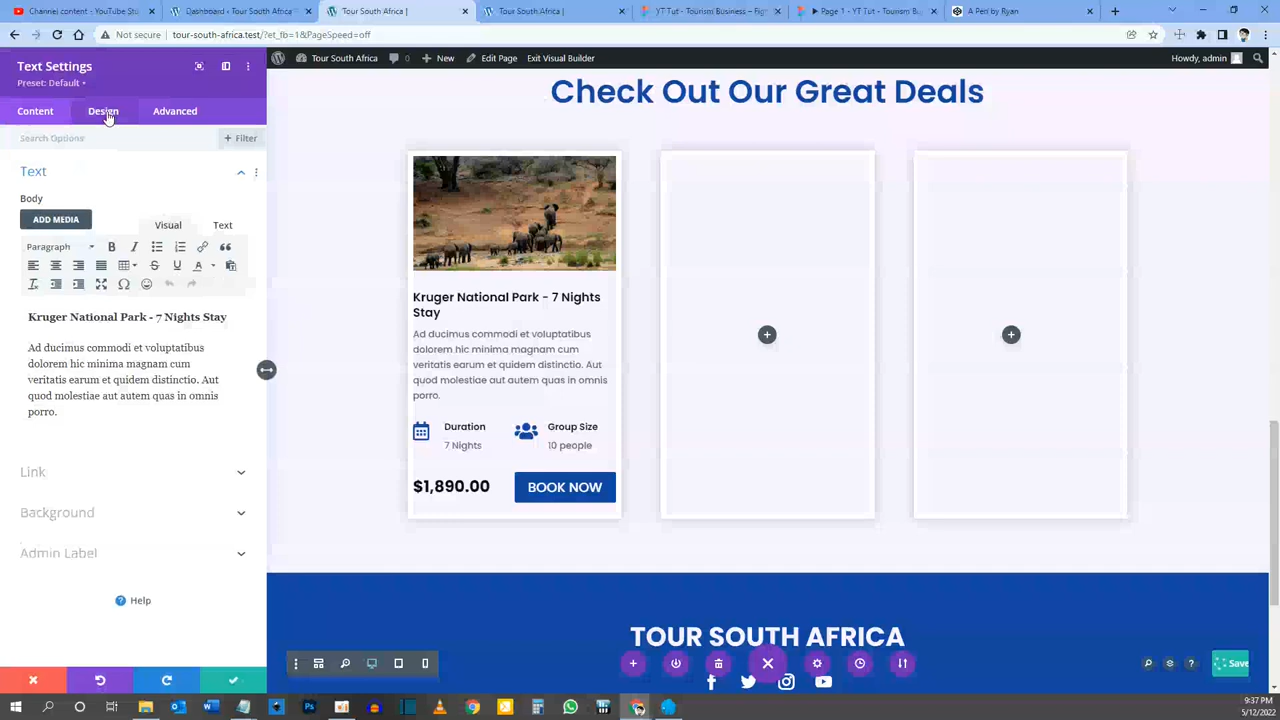 YouTube Stu
Dashboard ‹ Tour South Africa
Tour South Africa |
Tour South Africa |
YT-Tut - Tourism Business – Figm
Page 1 - YT-Tut - Tourism Busi
A Pen by Ryan
Not secure
tour-south-africa.test/?et_fb=1&PageSpeed=off
Text Settings
Preset: Default
Tour South Africa
0
New
Edit Page
Exit Visual Builder
Howdy, admin
Content
Design
Advanced
Search Options
+ Filter
Text
Body
ADD MEDIA
Visual
Text
Paragraph
Kruger National Park - 7 Nights Stay
Ad ducimus commodi et voluptatibus
dolorem hic minima magnam cum
veritatis earum et quidem distinctio. Aut
quod molestiae aut autem quas in omnis
porro.
Link
Background
Admin Label
Help
Check Out Our Great Deals
Kruger National Park - 7 Nights
Stay
Ad ducimus commodi et voluptatibus
dolorem hic minima magnam cum
veritatis earum et quidem distinctio. Aut
quod molestiae aut autem quas in omnis
porro.
Duration
7 Nights
Group Size
10 people
$1,890.00
BOOK NOW
TOUR SOUTH AFRICA
Save
9:37 PM
5/12/2022